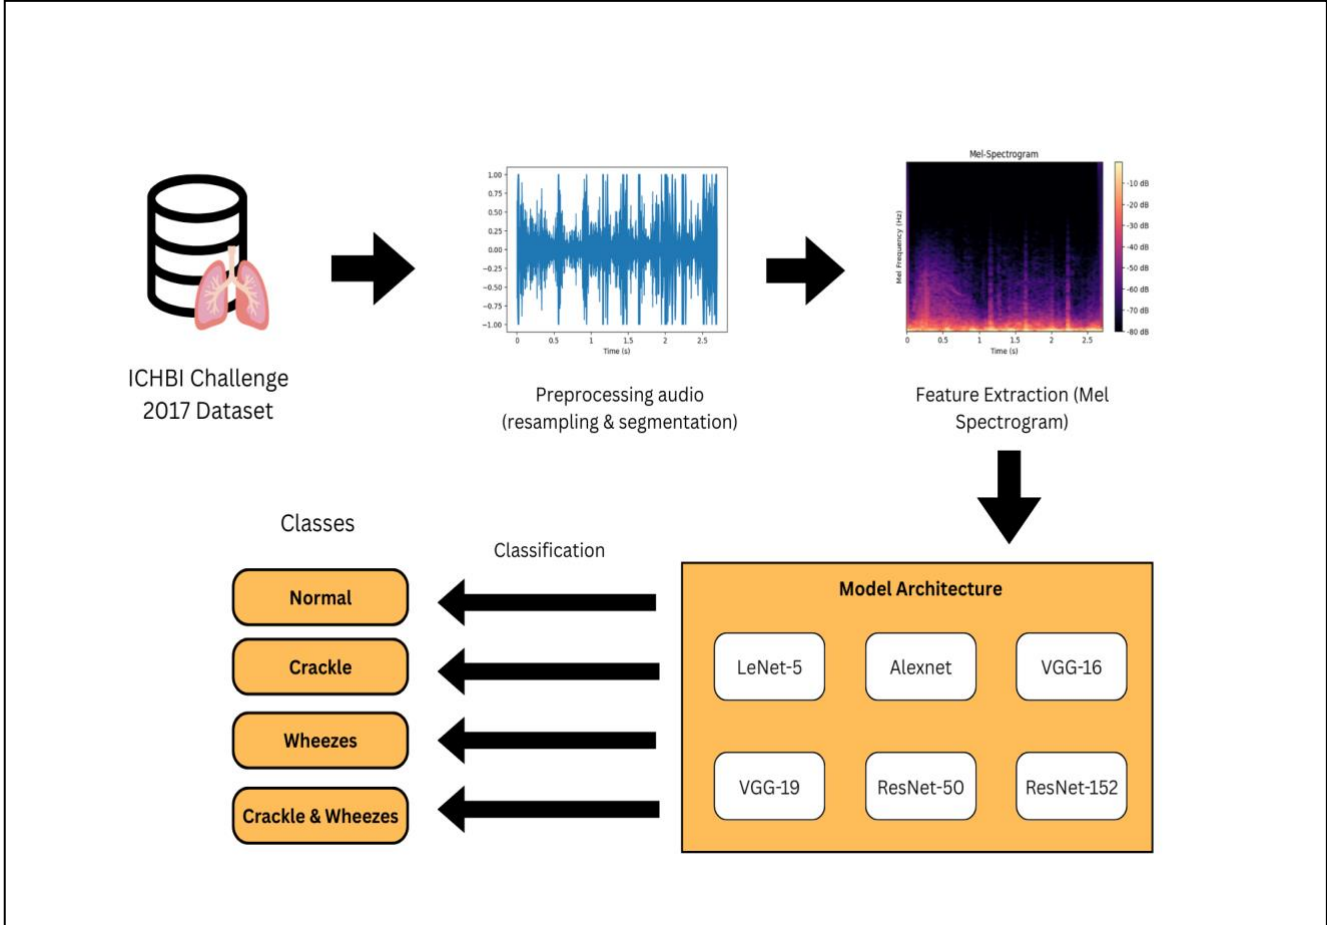 ICHBI Challenge
2017 Dataset
1.00
0.75
0.50
0.25
0.00
−0.25
−0.50
−0.75
−1.00
0 0.5 1 1.5 2 2.5
Time (s)
Preprocessing audio
(resampling & segmentation)
Mel-Spectrogram
Mel Frequency (Hz)
0 0.5 1 1.5 2 2.5
Time (s)
-10 dB
-20 dB
-30 dB
-40 dB
-50 dB
-60 dB
-70 dB
-80 dB
Feature Extraction (Mel
Spectrogram)
Classes
Normal
Crackle
Wheezes
Crackle & Wheezes
Classification
Model Architecture
LeNet-5 Alexnet VGG-16
VGG-19 ResNet-50 ResNet-152